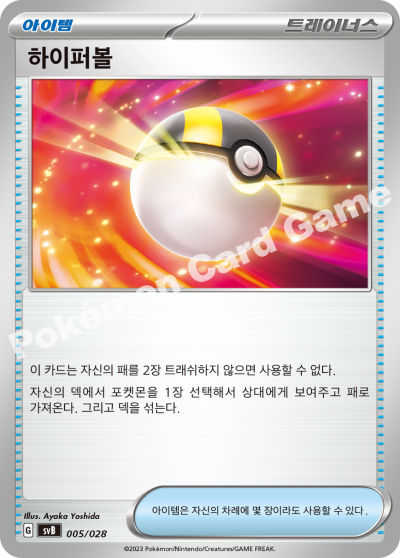 아이템 트레이너스
하이퍼볼
Pokémon Card Game
이 카드는 자신의 패를 2장 트래쉬하지 않으면 사용할 수 없다.
자신의 덱에서 포켓몬을 1장 선택해서 상대에게 보여주고 패로
가져온다. 그리고 덱을 섞는다.
Illus. Ayaka Yoshida
G svB 005/028
아이템은 자신의 차례에 몇 장이라도 사용할 수 있다.
©2023 Pokémon/Nintendo/Creatures/GAME FREAK.